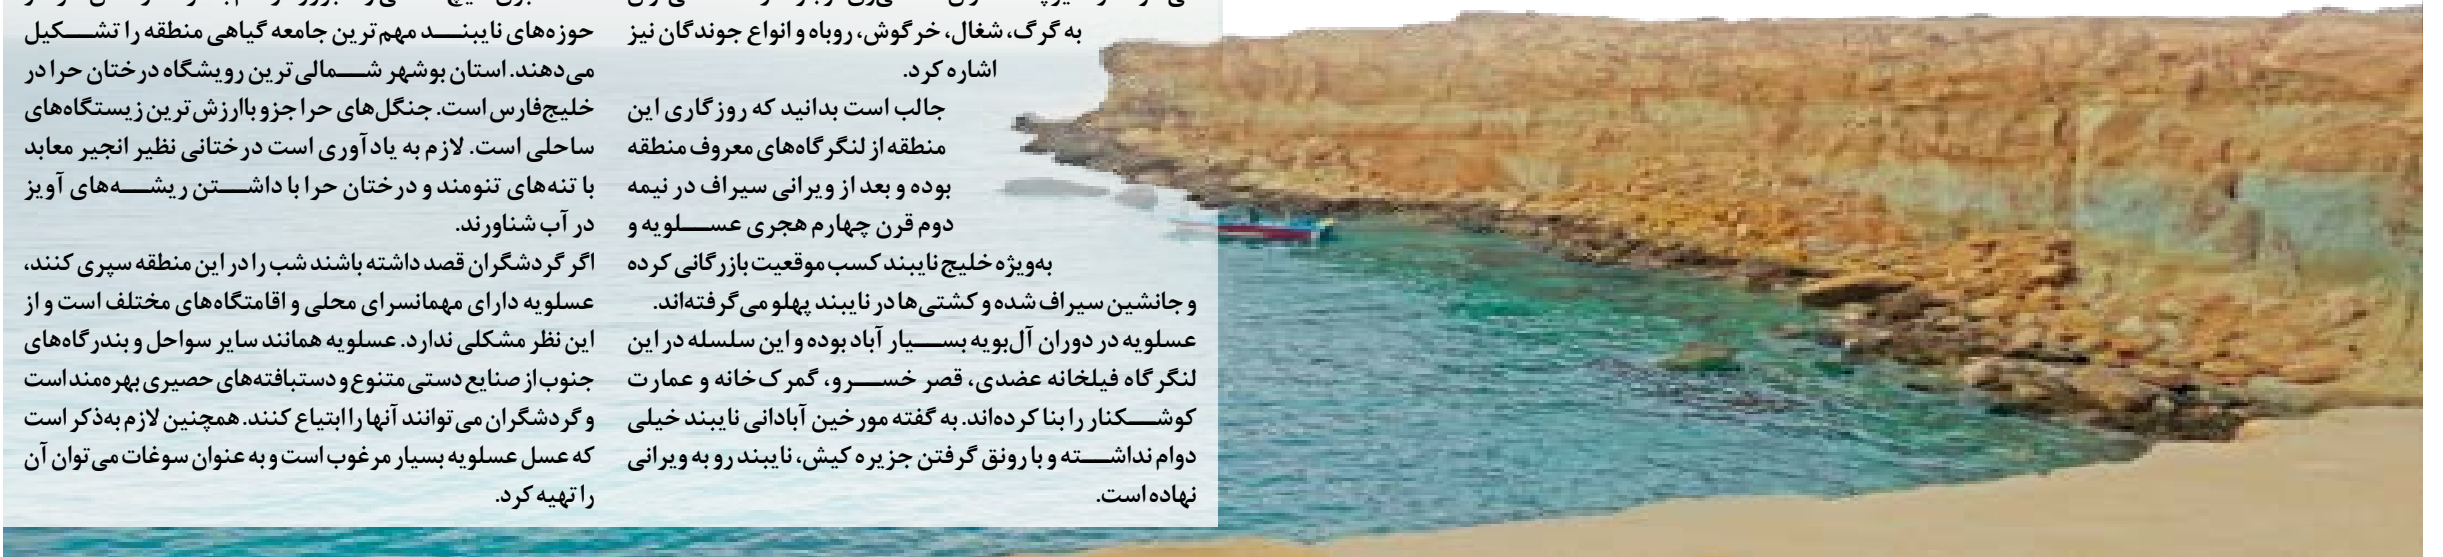 به گرگ، شغال، خرگوش، روباه و انواع جوندگان نیز
اشاره کرد.
جالب است بدانید که روزگاری این
منطقه از لنگرگاه‌های معروف منطقه
بوده و بعد از ویرانی سیراف در نیمه
دوم قرن چهارم هجری عســـلویه و
به‌ویژه خلیج نایبند کسب موقعیت بازرگانی کرده
و جانشین سیراف شده و کشتی‌ها در نایبند پهلو می‌گرفته‌اند.
عسلویه در دوران آل‌بویه بســـیار آباد بوده و این سلسله در این
لنگرگاه فیلخانه عضدی، قصر خســـرو، گمرک‌خانه و عمارت
کوشـــکنار را بنا کرده‌اند. به گفته مورخین آبادانی نایبند خیلی
دوام نداشـــته و با رونق گرفتن جزیره کیش، نایبند رو به ویرانی
نهاده است.
حوزه‌های نایبنـــد مهم‌ترین جامعه گیاهی منطقه را تشـــکیل
می‌دهند. استان بوشهر شـــمالی‌ترین رویشگاه درختان حرا در
خلیج‌فارس است. جنگل‌های حرا جزو باارزش‌ترین زیستگاه‌های
ساحلی است. لازم به یادآوری است درختانی نظیر انجیر معابد
با تنه‌های تنومند و درختان حرا با داشـــتن ریشـــه‌های آویز
در آب شناورند.
اگر گردشگران قصد داشته باشند شب را در این منطقه سپری کنند،
عسلویه دارای مهمانسرای محلی و اقامتگاه‌های مختلف است و از
این نظر مشکلی ندارد. عسلویه همانند سایر سواحل و بندرگاه‌های
جنوب از صنایع دستی متنوع و دستبافته‌های حصیری بهره‌مند است
و گردشگران می‌توانند آنها را ابتیاع کنند. همچنین لازم به‌ذکر است
که عسل عسلویه بسیار مرغوب است و به عنوان سوغات می‌توان آن
را تهیه کرد.